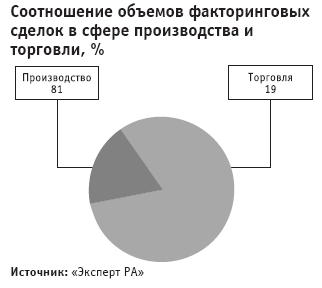 Соотношение объемов факторинговых
сделок в сфере производства и
торговли, %
Производство
81
Торговля
19
Источник: «Эксперт РА»